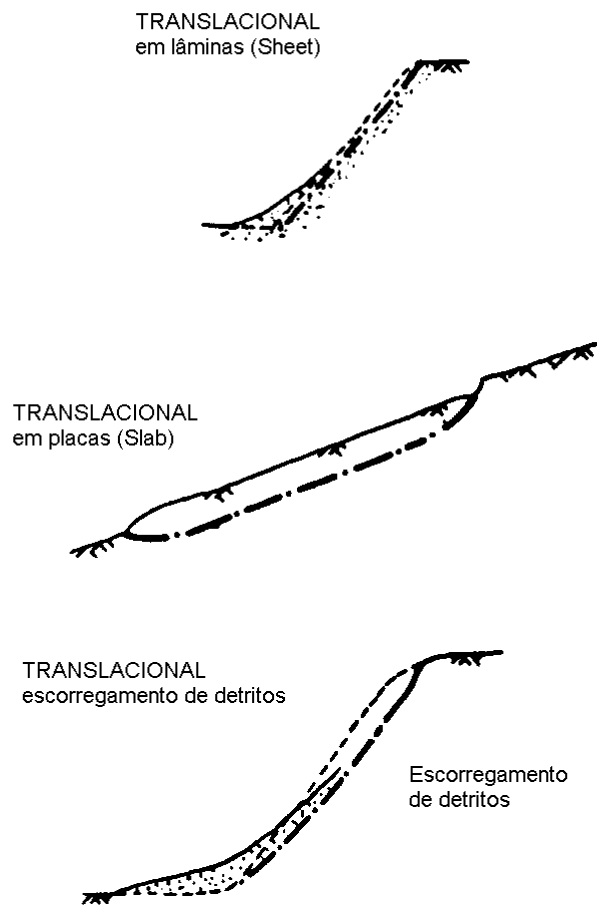 TRANSLACIONAL
em lâminas (Sheet)
TRANSLACIONAL
em placas (Slab)
TRANSLACIONAL
escorregamento de detritos
Escorregamento
de detritos